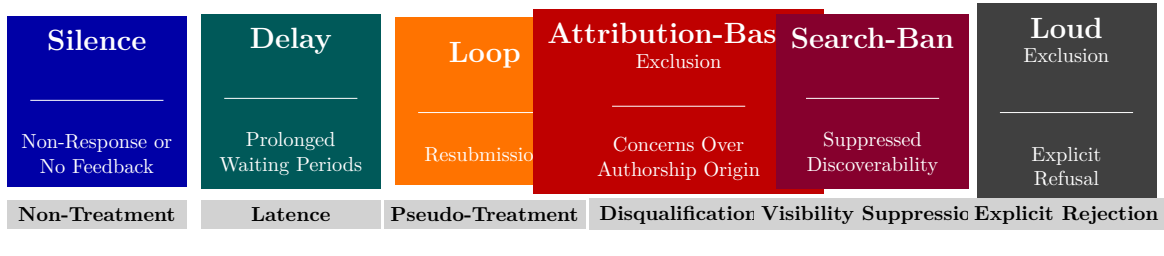 Silence
Non-Response or
No Feedback
Non-Treatment
Delay
Prolonged
Waiting Periods
Latence
Loop
Resubmissio
Pseudo-Treatment
Attribution-Bas
Exclusion
Concerns Over
Authorship Origin
Disqualification
Search-Ban
Suppressed
Discoverability
Visibility Suppressio
Loud
Exclusion
Explicit
Refusal
Explicit Rejection